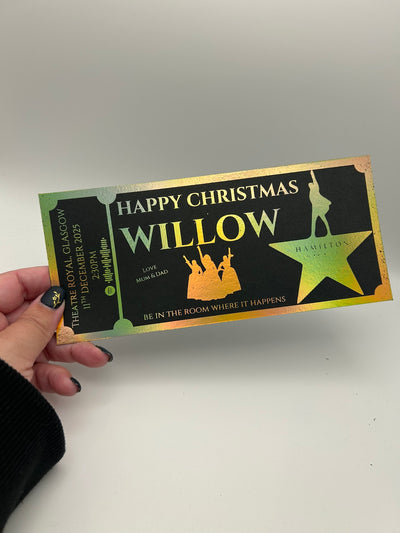 THEATRE ROYAL, GLASGOW
11TH DECEMBER 2025
2:30PM
HAPPY CHRISTMAS
WILLOW
LOVE
MUM & DAD
HAMILTON
BE IN THE ROOM WHERE IT HAPPENS